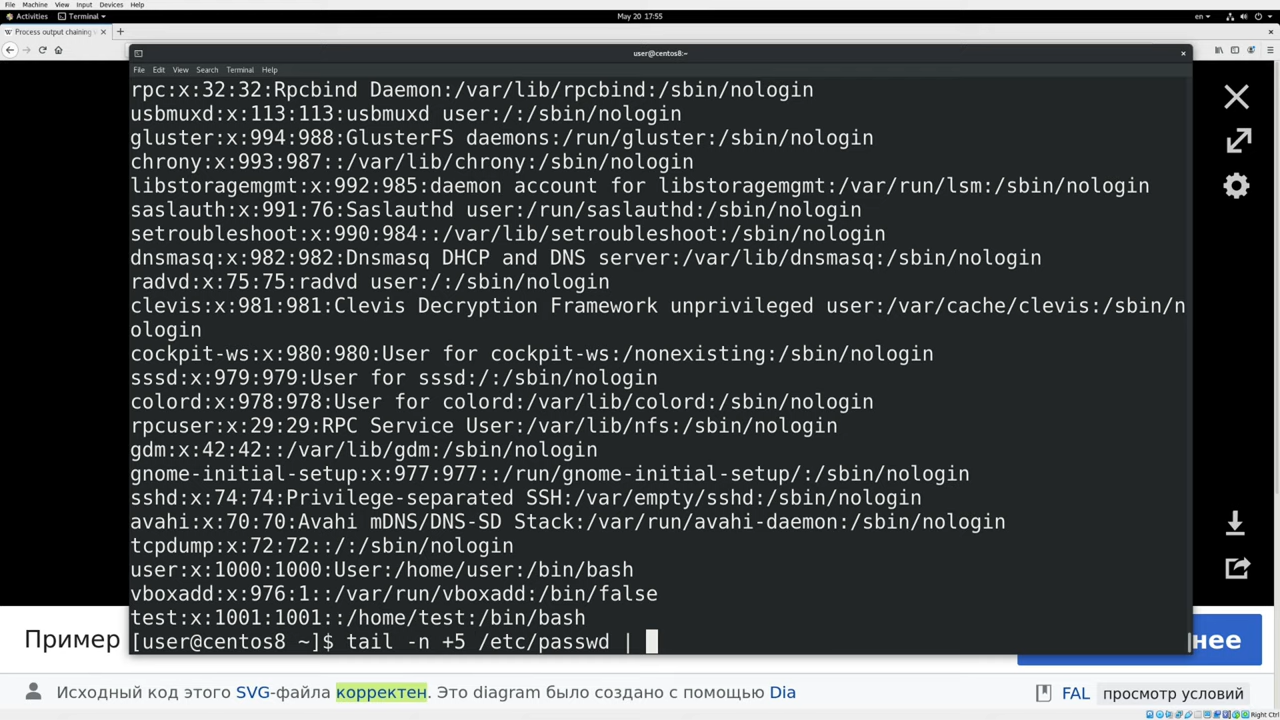 File Machine View Input Devices Help
Activities Terminal May 20 17:55 en
Process output chaining
user@centos8:~
File Edit View Search Terminal Help
rpc:x:32:32:Rpcbind Daemon:/var/lib/rpcbind:/sbin/nologin
usbmuxd:x:113:113:usbmuxd user:/:/sbin/nologin
gluster:x:994:988:GlusterFS daemons:/run/gluster:/sbin/nologin
chrony:x:993:987::/var/lib/chrony:/sbin/nologin
libstoragemgmt:x:992:985:daemon account for libstoragemgmt:/var/run/lsm:/sbin/nologin
saslauth:x:991:76:Saslauthd user:/run/saslauthd:/sbin/nologin
setroubleshoot:x:990:984::/var/lib/setroubleshoot:/sbin/nologin
dnsmasq:x:982:982:Dnsmasq DHCP and DNS server:/var/lib/dnsmasq:/sbin/nologin
radvd:x:75:75:radvd user:/:/sbin/nologin
clevis:x:981:981:Clevis Decryption Framework unprivileged user:/var/cache/clevis:/sbin/n
ologin
cockpit-ws:x:980:980:User for cockpit-ws:/nonexisting:/sbin/nologin
sssd:x:979:979:User for sssd:/:/sbin/nologin
colord:x:978:978:User for colord:/var/lib/colord:/sbin/nologin
rpcuser:x:29:29:RPC Service User:/var/lib/nfs:/sbin/nologin
gdm:x:42:42::/var/lib/gdm:/sbin/nologin
gnome-initial-setup:x:977:977::/run/gnome-initial-setup/:/sbin/nologin
sshd:x:74:74:Privilege-separated SSH:/var/empty/sshd:/sbin/nologin
avahi:x:70:70:Avahi mDNS/DNS-SD Stack:/var/run/avahi-daemon:/sbin/nologin
tcpdump:x:72:72::/:/sbin/nologin
user:x:1000:1000:User:/home/user:/bin/bash
vboxadd:x:976:1::/var/run/vboxadd:/bin/false
test:x:1001:1001::/home/test:/bin/bash
[user@centos8 ~]$ tail -n +5 /etc/passwd |
Пример нее
Исходный код этого SVG-файла корректен. Это diagram было создано с помощью Dia FAL просмотр условий
Right Ctrl